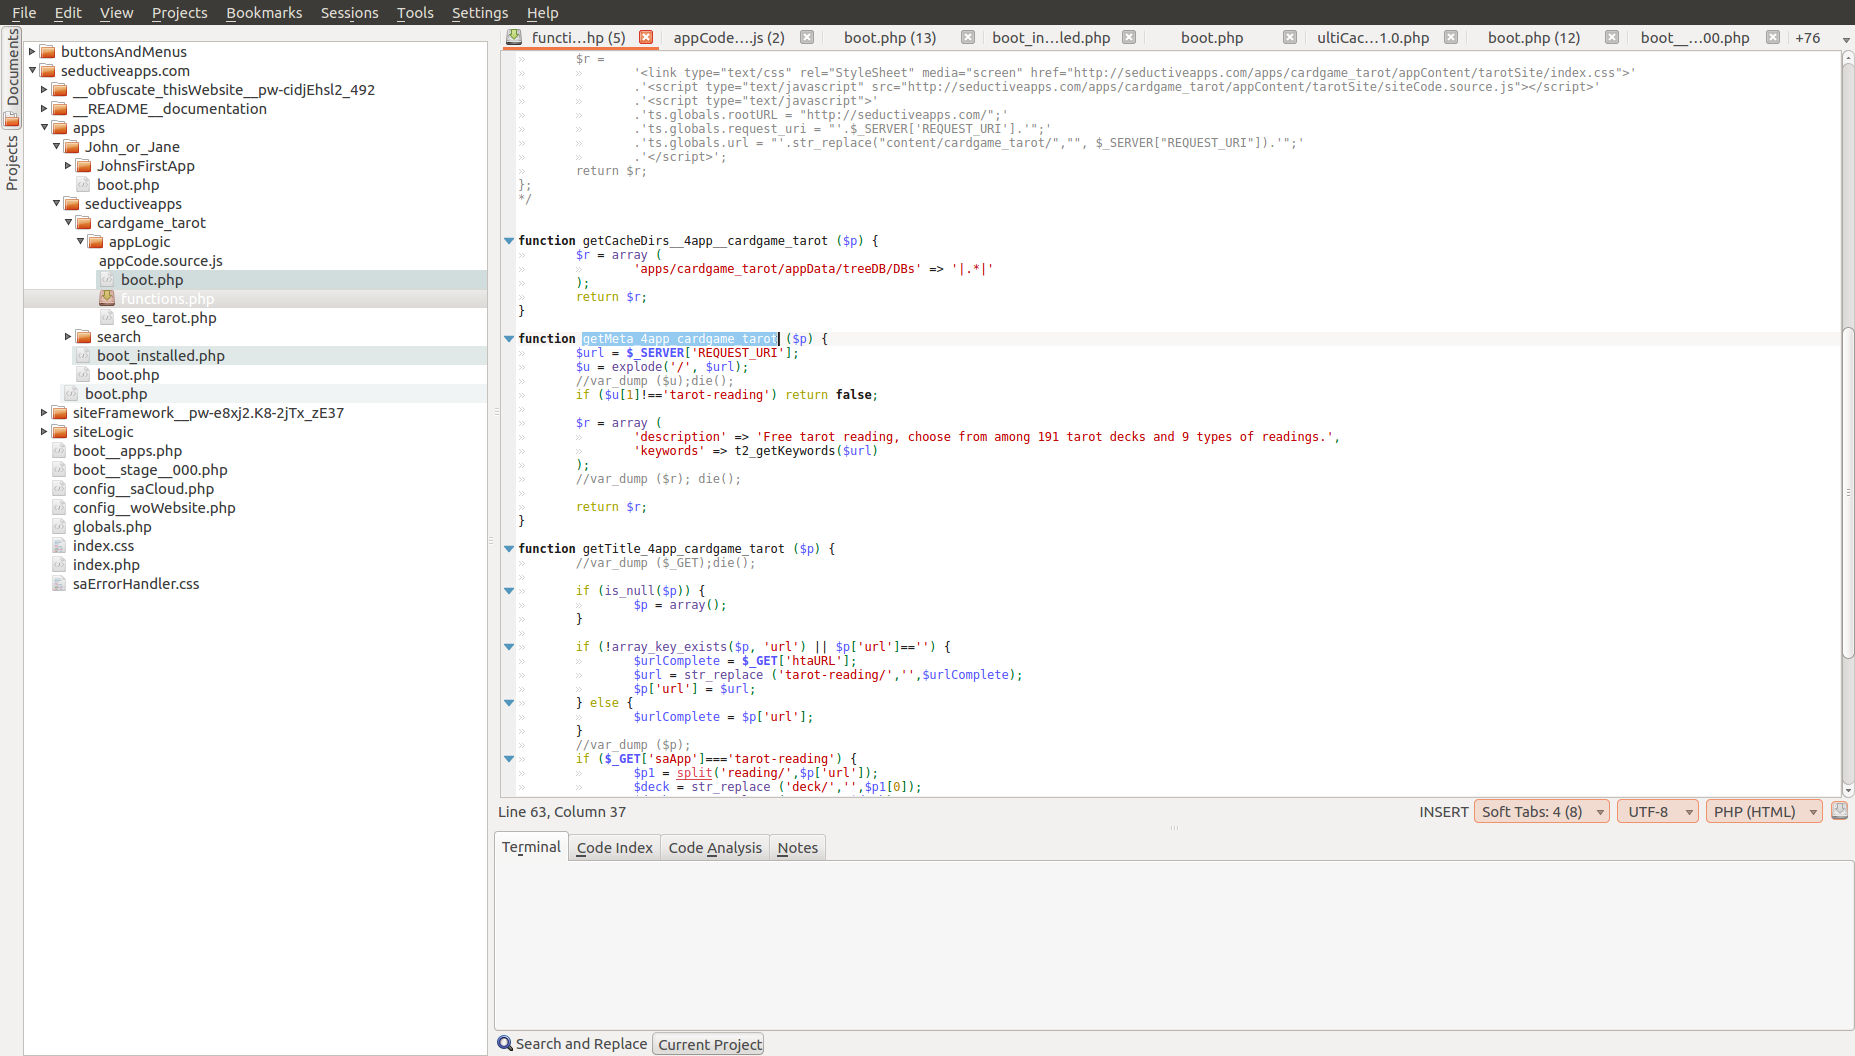 File Edit View Projects Bookmarks Sessions Tools Settings Help
Documents
Projects
buttonsAndMenus
seductiveapps.com
__obfuscate_thisWebsite__pw-cidjEhsl2_492
__README__documentation
apps
John_or_Jane
JohnsFirstApp
boot.php
seductiveapps
cardgame_tarot
appLogic
appCode.source.js
boot.php
functions.php
seo_tarot.php
search
boot_installed.php
boot.php
boot.php
siteFramework__pw-e8xj2.K8-2jTx_zE37
siteLogic
boot__apps.php
boot__stage__000.php
config__saCloud.php
config__woWebsite.php
globals.php
index.css
index.php
saErrorHandler.css
functi...hp (5) appCode....js (2) boot.php (13) boot_in...led.php boot.php ultiCac...1.0.php boot.php (12) boot__...00.php +76
$r =
'<link type="text/css" rel="StyleSheet" media="screen" href="http://seductiveapps.com/apps/cardgame_tarot/appContent/tarotSite/index.css">'
.'<script type="text/javascript" src="http://seductiveapps.com/apps/cardgame_tarot/appContent/tarotSite/siteCode.source.js"></script>'
.'<script type="text/javascript">'
.'ts.globals.rootURL = "http://seductiveapps.com/";'
.'ts.globals.request_uri = "'.$_SERVER['REQUEST_URI'].'";'
.'ts.globals.url = "'.str_replace("content/cardgame_tarot/","", $_SERVER["REQUEST_URI"]).'";'
.'</script>';
return $r;
};
*/
function getCacheDirs__4app__cardgame_tarot ($p) {
$r = array (
'apps/cardgame_tarot/appData/treeDB/DBs' => '|.*|'
);
return $r;
}
function getMeta_4app_cardgame_tarot ($p) {
$url = $_SERVER['REQUEST_URI'];
$u = explode('/', $url);
//var_dump ($u);die();
if ($u[1]!=='tarot-reading') return false;
$r = array (
'description' => 'Free tarot reading, choose from among 191 tarot decks and 9 types of readings.',
'keywords' => t2_getKeywords($url)
);
//var_dump ($r); die();
return $r;
}
function getTitle_4app_cardgame_tarot ($p) {
//var_dump ($_GET);die();
if (is_null($p)) {
$p = array();
}
if (!array_key_exists($p, 'url') || $p['url']=='') {
$urlComplete = $_GET['htaURL'];
$url = str_replace ('tarot-reading/','',$urlComplete);
$p['url'] = $url;
} else {
$urlComplete = $p['url'];
}
//var_dump ($p);
if ($_GET['saApp']==='tarot-reading') {
$p1 = split('reading/',$p['url']);
$deck = str_replace ('deck/','',$p1[0]);
Line 63, Column 37 INSERT Soft Tabs: 4 (8) UTF-8 PHP (HTML)
Terminal Code Index Code Analysis Notes
Search and Replace Current Project